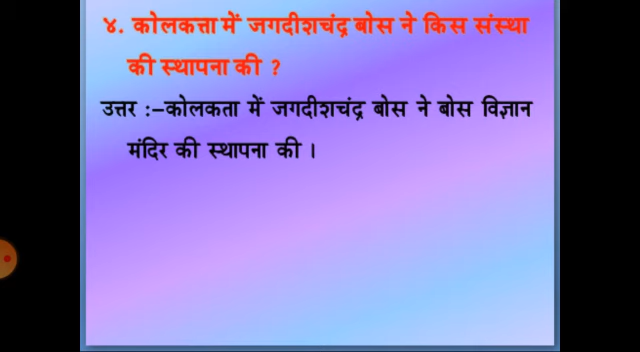 ४. कोलकत्ता में जगदीशचंद्र बोस ने किस संस्था
की स्थापना की ?
उत्तर :–कोलकता में जगदीशचंद्र बोस ने बोस विज्ञान
मंदिर की स्थापना की ।